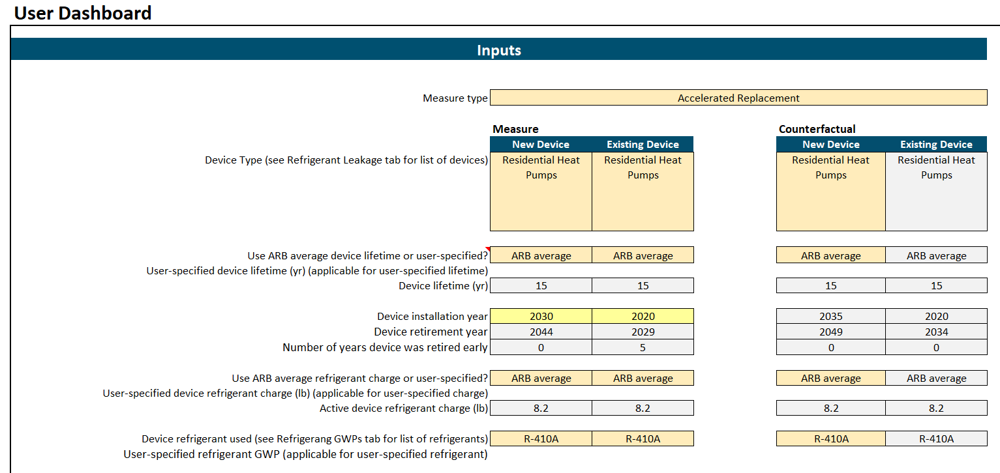 User Dashboard
Inputs
Measure type Accelerated Replacement
Measure Counterfactual
New Device Existing Device New Device Existing Device
Device Type (see Refrigerant Leakage tab for list of devices) Residential Heat Residential Heat Residential Heat Residential Heat
Pumps Pumps Pumps Pumps
Use ARB average device lifetime or user-specified? ARB average ARB average ARB average ARB average
User-specified device lifetime (yr) (applicable for user-specified lifetime)
Device lifetime (yr) 15 15 15 15
Device installation year 2030 2020 2035 2020
Device retirement year 2044 2029 2049 2034
Number of years device was retired early 0 5 0 0
Use ARB average refrigerant charge or user-specified? ARB average ARB average ARB average ARB average
User-specified device refrigerant charge (lb) (applicable for user-specified charge)
Active device refrigerant charge (lb) 8.2 8.2 8.2 8.2
Device refrigerant used (see Refrigerang GWPs tab for list of refrigerants) R-410A R-410A R-410A R-410A
User-specified refrigerant GWP (applicable for user-specified refrigerant)